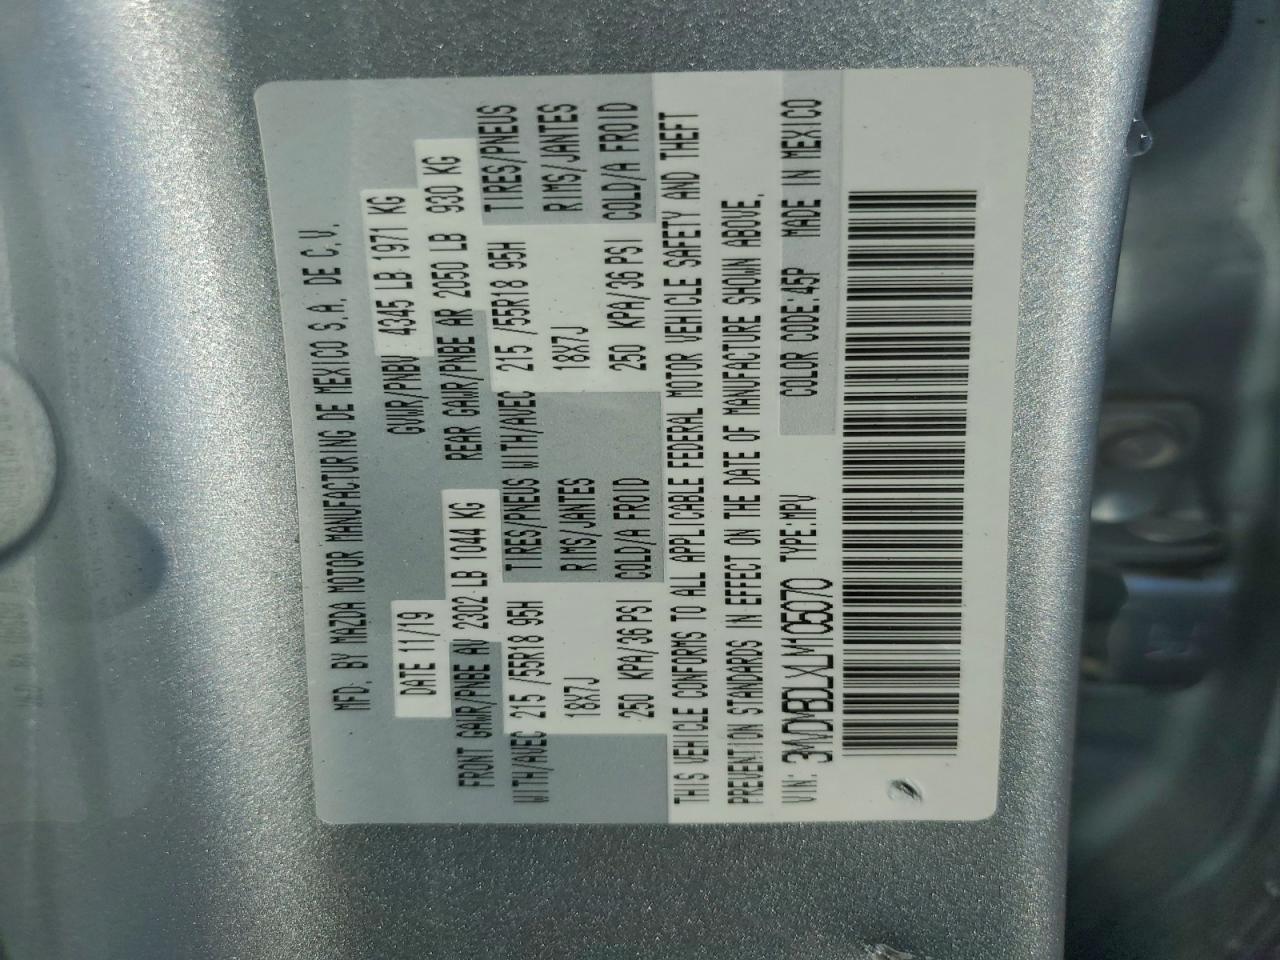 MFD. BY MAZDA MOTOR MANUFACTURING DE MEXICO S.A. DE C.V.
DATE 11/19 GVWR/PNBV 4345 LB 1971 KG
FRONT GAWR/PNBE AV 2302 LB 1044 KG REAR GAWR/PNBE AR 2050 LB 930 KG
WITH/AVEC 215 /55R18 95H TIRES/PNEUS WITH/AVEC 215 /55R18 95H TIRES/PNEUS
18X7J RIMS/JANTES 18X7J RIMS/JANTES
250 KPA/36 PSI COLD/A FROID 250 KPA/36 PSI COLD/A FROID
THIS VEHICLE CONFORMS TO ALL APPLICABLE FEDERAL MOTOR VEHICLE SAFETY AND THEFT
PREVENTION STANDARDS IN EFFECT ON THE DATE OF MANUFACTURE SHOWN ABOVE.
VIN: 3MVDMBDLXLM105070 TYPE:MPV COLOR CODE:45P MADE IN MEXICO